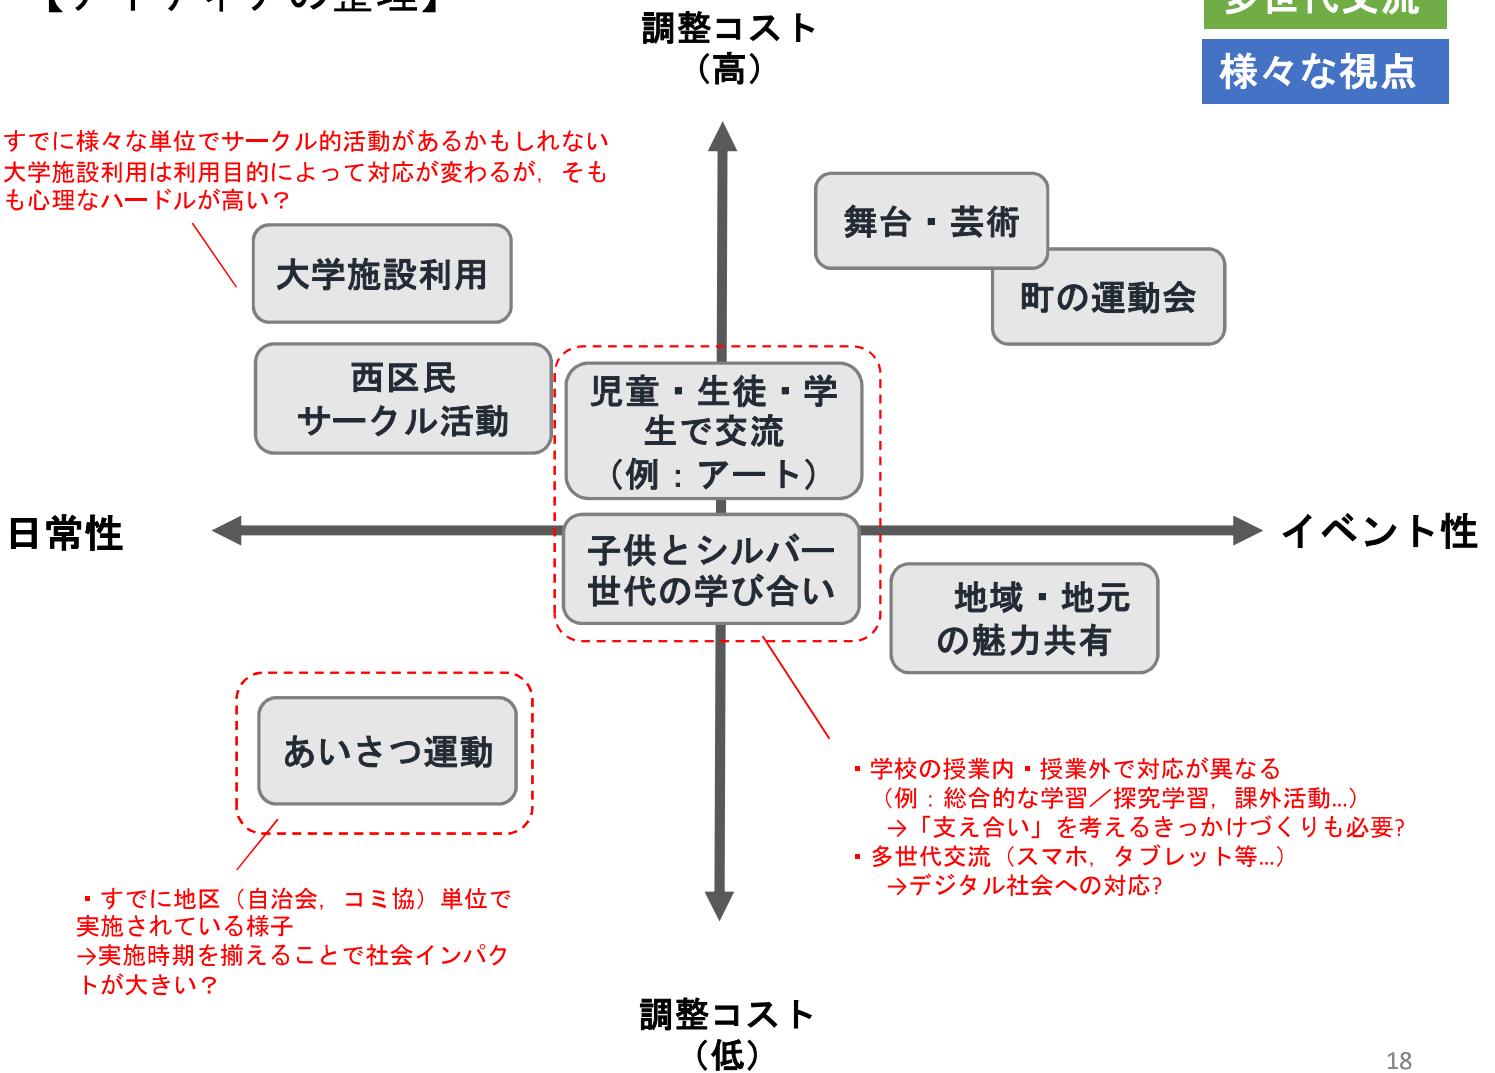 の整理】
調整コスト
（高）
多世代交流
様々な視点
すでに様々な単位でサークル的活動があるかもしれない
大学施設利用は利用目的によって対応が変わるが，そも
も心理なハードルが高い？
大学施設利用
舞台・芸術
町の運動会
西区民
サークル活動
児童・生徒・学
生で交流
（例：アート）
日常性
イベント性
子供とシルバー
世代の学び合い
地域・地元
の魅力共有
あいさつ運動
・学校の授業内・授業外で対応が異なる
（例：総合的な学習／探究学習，課外活動...）
→「支え合い」を考えるきっかけづくりも必要?
・多世代交流（スマホ，タブレット等...）
→デジタル社会への対応?
・すでに地区（自治会，コミ協）単位で
実施されている様子
→実施時期を揃えることで社会インパク
トが大きい？
調整コスト
（低）
18